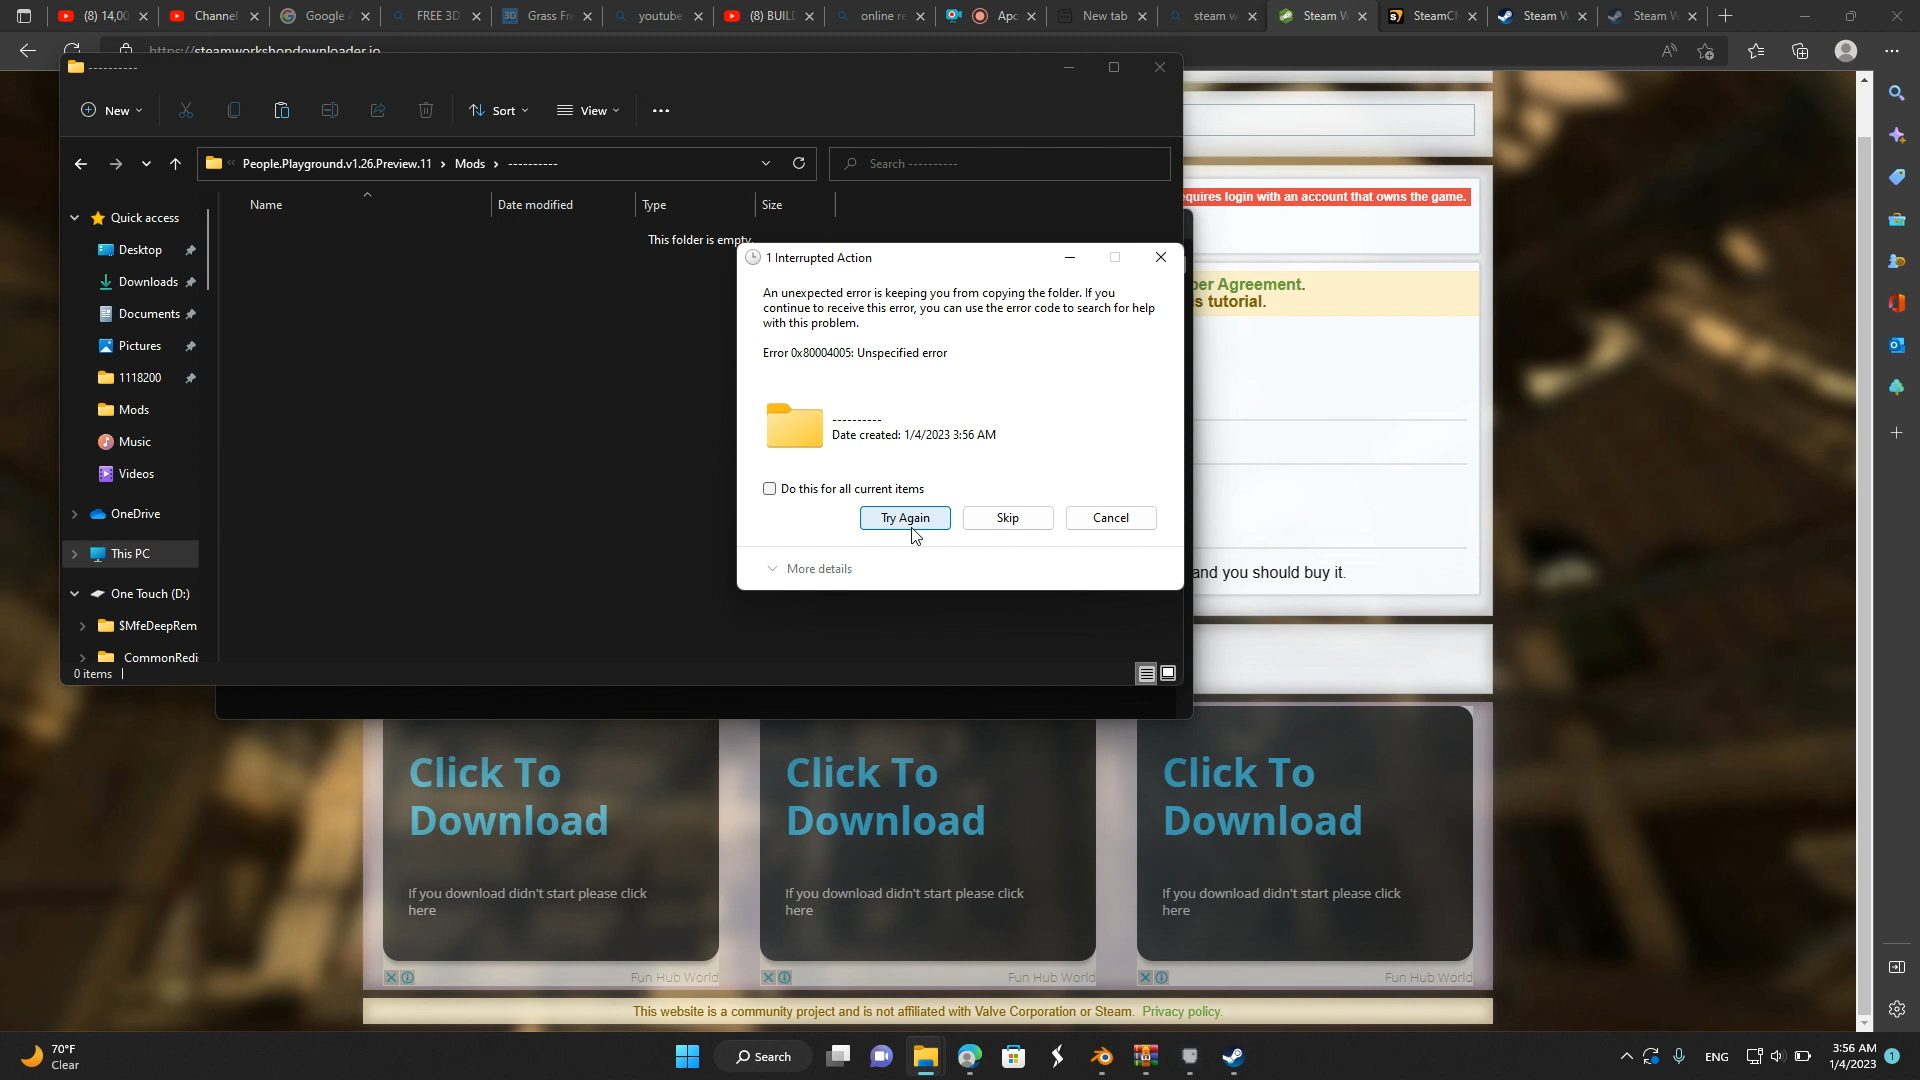 (8) 14,00
Channel
Google
FREE 3D
Grass Fr
youtube
(8) BUIL
online re
New tab
steam w
Steam W
SteamC
Steam W
Steam W
https://steamworkshopdownloader.io
----------
New
Sort
View
People.Playground.v1.26.Preview.11 › Mods › ----------
Search ----------
Name
Date modified
Type
Size
This folder is empty.
Quick access
Desktop
Downloads
Documents
Pictures
1118200
Mods
Music
Videos
OneDrive
This PC
One Touch (D:)
$MfeDeepRem
CommonRedi
0 items
1 Interrupted Action
An unexpected error is keeping you from copying the folder. If you
continue to receive this error, you can use the error code to search for help
with this problem.
Error 0x80004005: Unspecified error
----------
Date created: 1/4/2023 3:56 AM
Do this for all current items
Try Again
Skip
Cancel
More details
equires login with an account that owns the game.
per Agreement.
s tutorial.
and you should buy it.
Click To
Download
If you download didn't start please click
here
Fun Hub World
Click To
Download
If you download didn't start please click
here
Fun Hub World
Click To
Download
If you download didn't start please click
here
Fun Hub World
This website is a community project and is not affiliated with Valve Corporation or Steam. Privacy policy.
70°F
Clear
Search
ENG
3:56 AM
1/4/2023
1